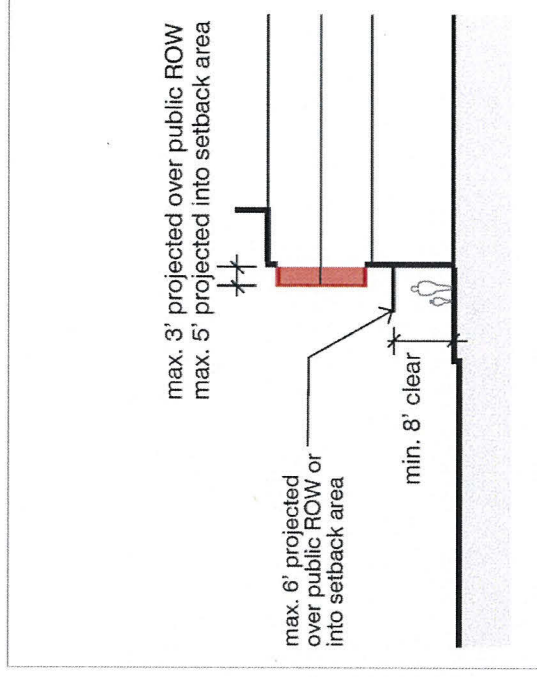 max. 3' projected over public ROW
max. 5' projected into setback area
max. 6' projected
over public ROW or
into setback area
min. 8' clear